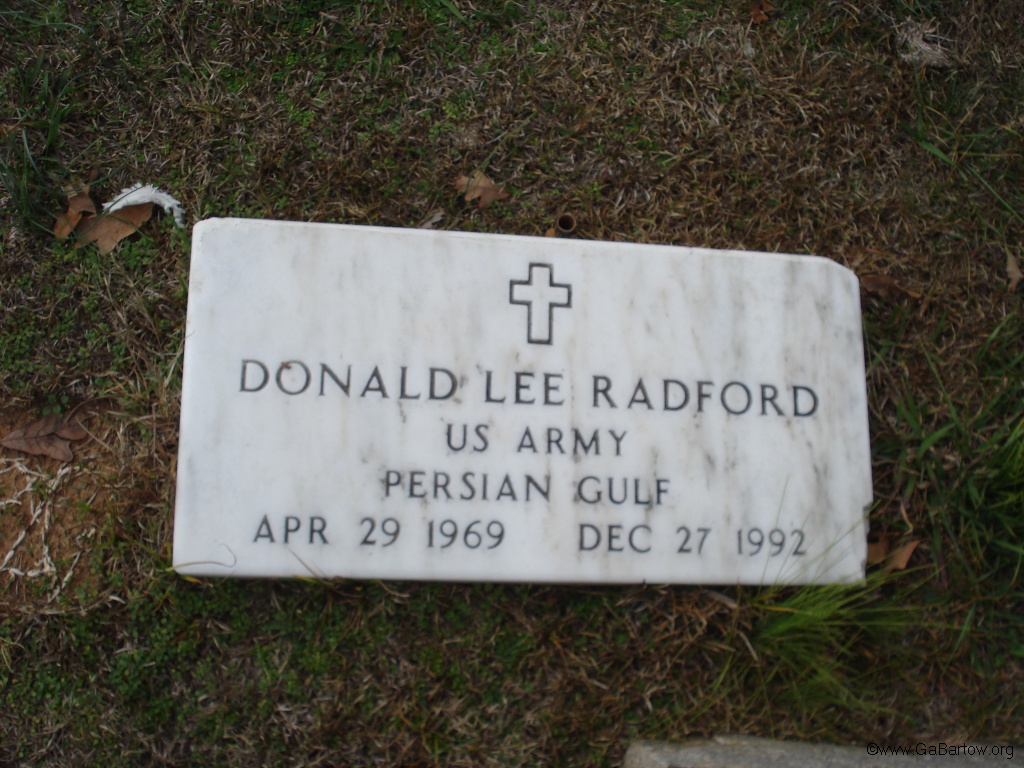 DONALD LEE RADFORD
US ARMY
PERSIAN GULF
APR 29 1969 DEC 27 1992
©www.GaBartow.org